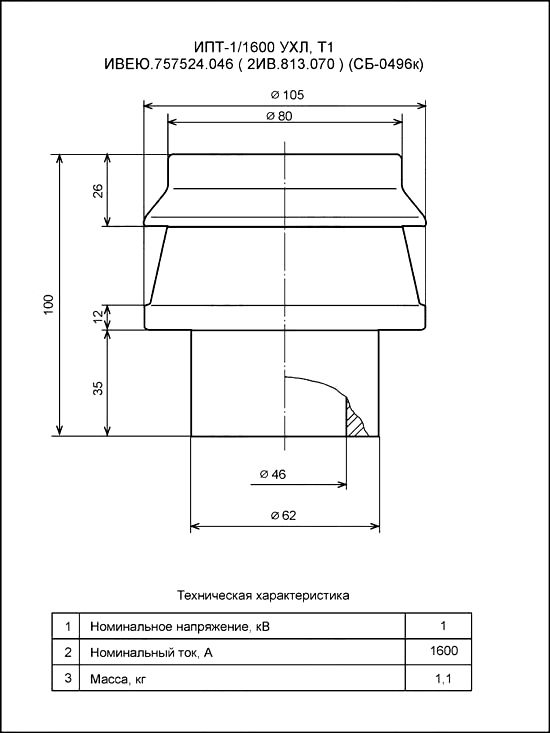 ИПТ-1/1600 УХЛ, Т1
ИВЕЮ.757524.046 ( 2ИВ.813.070 ) (СБ-0496к)
⌀ 105
⌀ 80
26
100
12
35
⌀ 46
⌀ 62
Техническая характеристика
1 Номинальное напряжение, кВ 1
2 Номинальный ток, А 1600
3 Масса, кг 1,1